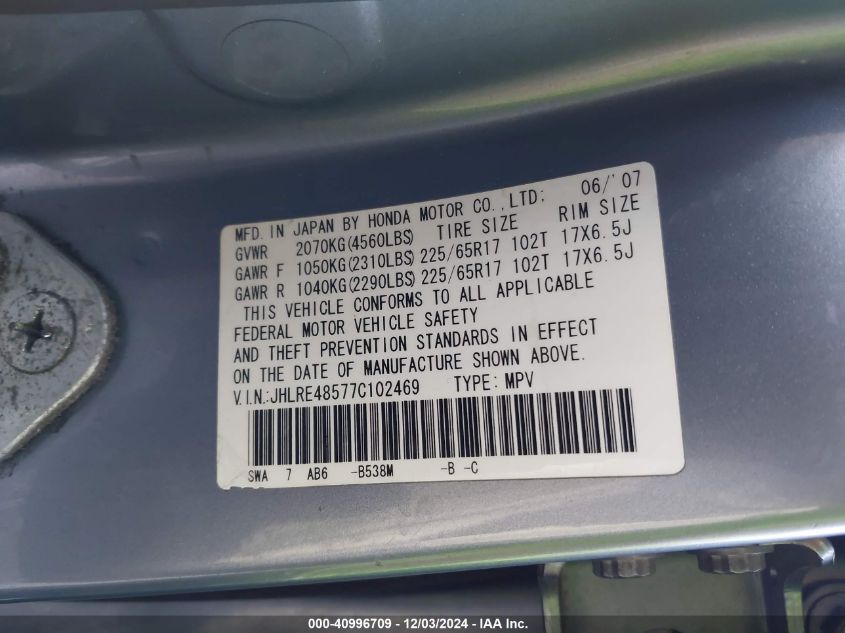 MFD. IN JAPAN BY HONDA MOTOR CO.,LTD; 06/'07
GVWR 2070KG(4560LBS) TIRE SIZE RIM SIZE
GAWR F 1050KG(2310LBS) 225/65R17 102T 17X6.5J
GAWR R 1040KG(2290LBS) 225/65R17 102T 17X6.5J
THIS VEHICLE CONFORMS TO ALL APPLICABLE
FEDERAL MOTOR VEHICLE SAFETY
AND THEFT PREVENTION STANDARDS IN EFFECT
ON THE DATE OF MANUFACTURE SHOWN ABOVE.
V.I.N.:JHLRE48577C102469 TYPE: MPV
SWA 7 AB6 -B538M -B -C
000-40996709 - 12/03/2024 - IAA Inc.